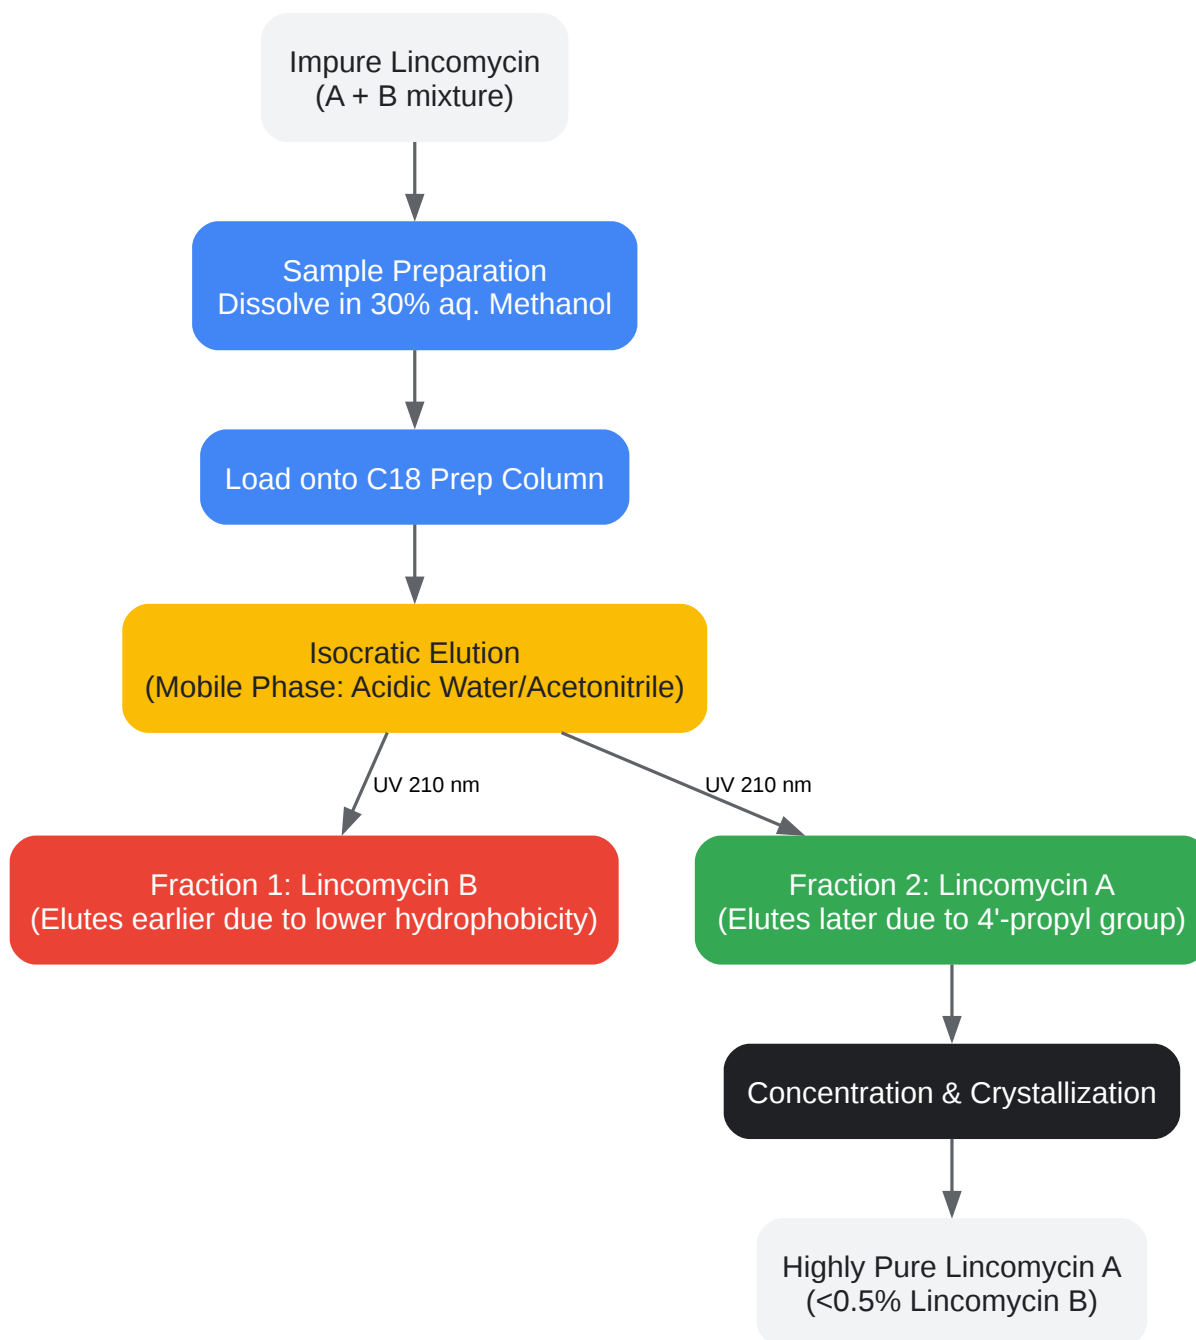 Impure Lincomycin
(A + B mixture)
Sample Preparation
Dissolve in 30% aq. Methanol
Load onto C18 Prep Column
Isocratic Elution
(Mobile Phase: Acidic Water/Acetonitrile)
UV 210 nm
UV 210 nm
Fraction 1: Lincomycin B
(Elutes earlier due to lower hydrophobicity)
Fraction 2: Lincomycin A
(Elutes later due to 4'-propyl group)
Concentration & Crystallization
Highly Pure Lincomycin A
(<0.5% Lincomycin B)